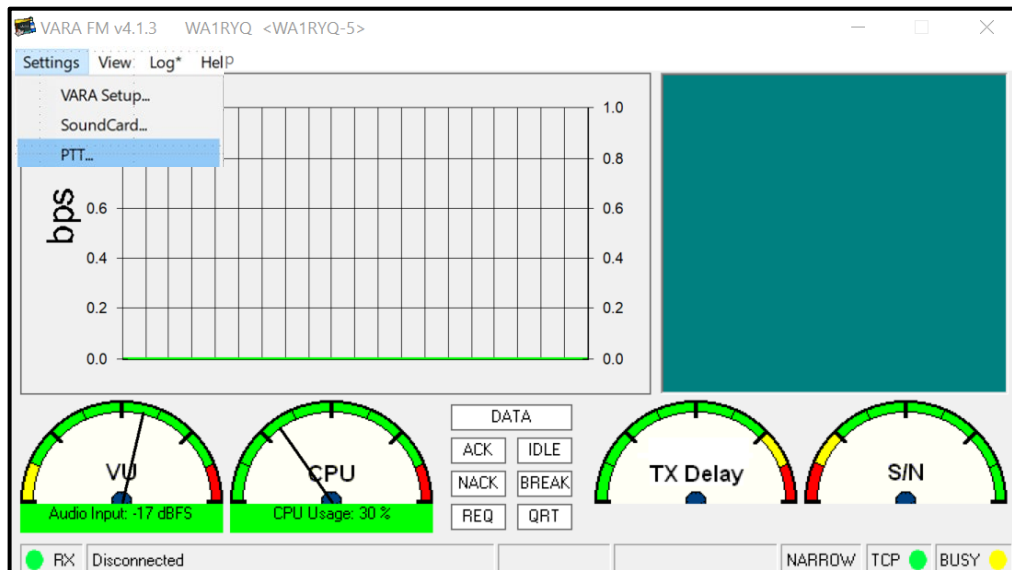 VARA FM v4.1.3 WA1RYQ <WA1RYQ-5>
Settings View Log* Help
VARA Setup...
SoundCard...
PTT...
bps
0.6
0.4
0.2
0.0
1.0
0.8
0.6
0.4
0.2
0.0
VU
Audio Input: -17 dBFS
CPU
CPU Usage: 30 %
DATA
ACK IDLE
NACK BREAK
REQ QRT
TX Delay
S/N
RX Disconnected NARROW TCP BUSY